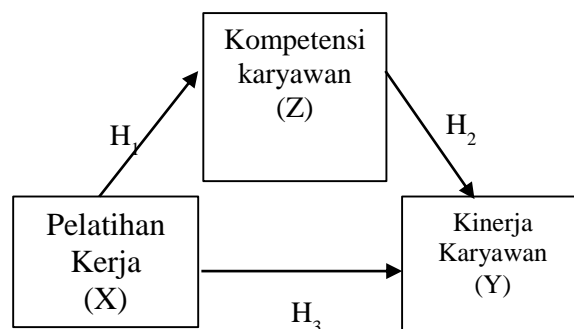 Kompetensi
karyawan
(Z)
H₁
H₂
Pelatihan
Kerja
(X)
Kinerja
Karyawan
(Y)
H₃